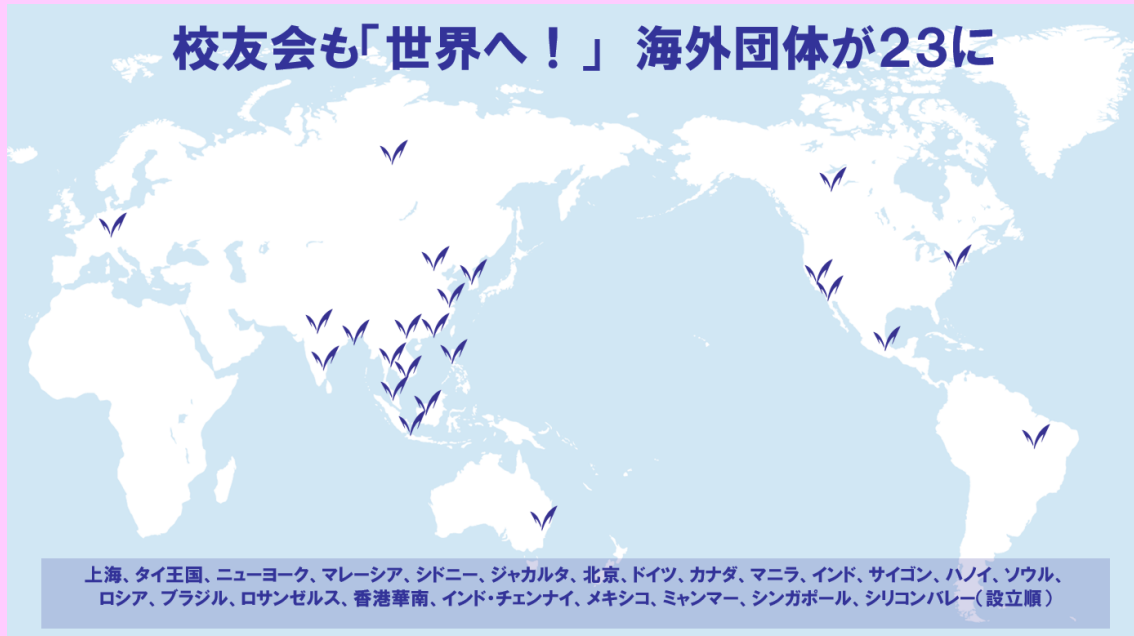 校友会も「世界へ！」 海外団体が２３に
上海、タイ王国、ニューヨーク、マレーシア、シドニー、ジャカルタ、北京、ドイツ、カナダ、マニラ、インド、サイゴン、ハノイ、ソウル、
ロシア、ブラジル、ロサンゼルス、香港華南、インド・チェンナイ、メキシコ、ミャンマー、シンガポール、シリコンバレー（設立順）